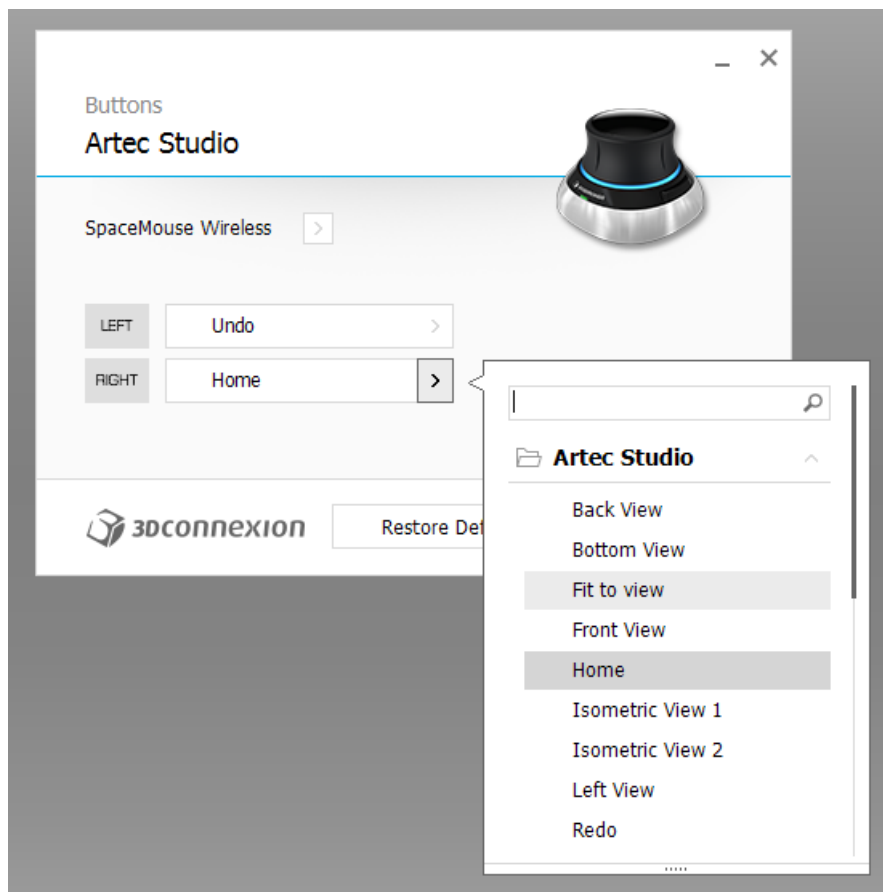 Buttons
Artec Studio
SpaceMouse Wireless
LEFT
Undo
RIGHT
Home
3Dconnexion
Restore Def
Artec Studio
Back View
Bottom View
Fit to view
Front View
Home
Isometric View 1
Isometric View 2
Left View
Redo